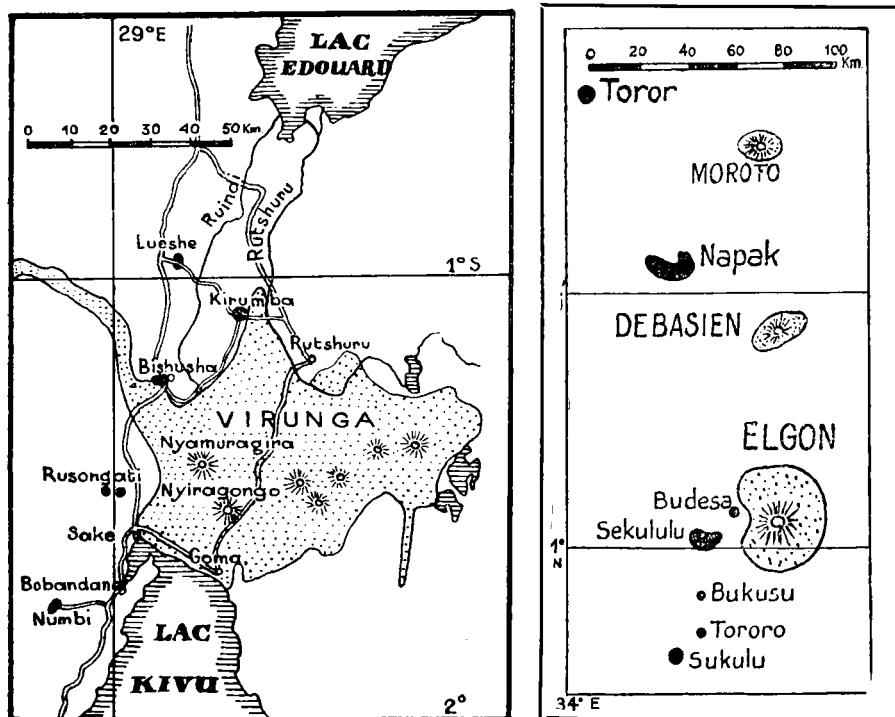 29°E
LAC
EDOUARD
0 10 20 30 40 50 Km.
Ruindi
Rutshuru
Lueshe
1° S
Kirumba
Rutshuru
Bishusha
VIRUNGA
Nyamuragira
Rusongati
Nyiragongo
Sake
Goma
Bobandana
Numbi
LAC
KIVU
2°
0 20 40 60 80 100
Km.
Toror
MOROTO
Napak
DEBASIEN
ELGON
Budesa
Sekululu
1°
N
Bukusu
Tororo
Sukulu
34° E